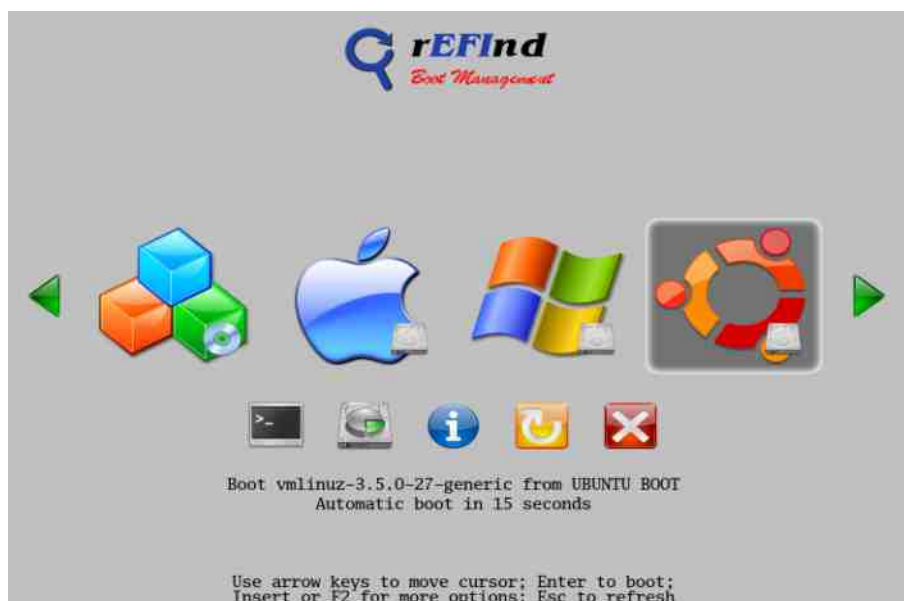 rEFInd
Boot Management
>_
i
Boot vmlinuz-3.5.0-27-generic from UBUNTU BOOT
Automatic boot in 15 seconds
Use arrow keys to move cursor; Enter to boot;
Insert or F2 for more options; Esc to refresh